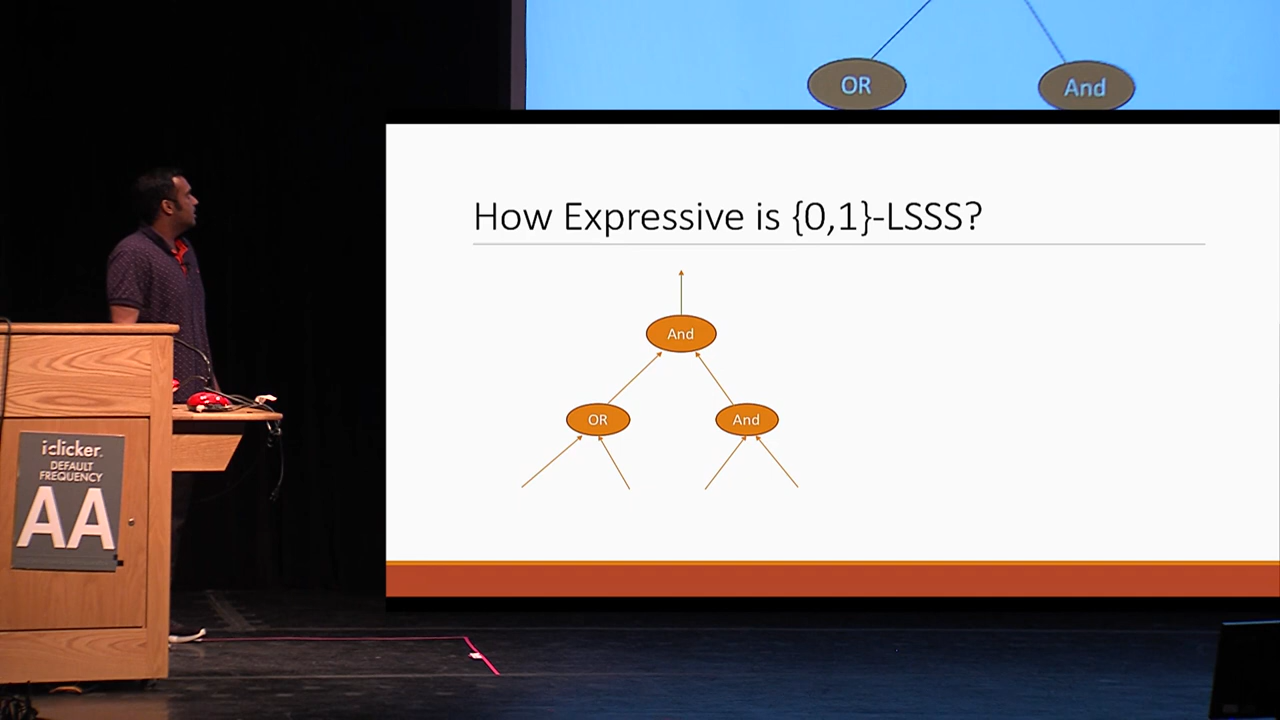 OR And
How Expressive is {0,1}-LSSS?
And
OR And
i>clicker.
DEFAULT
FREQUENCY
AA